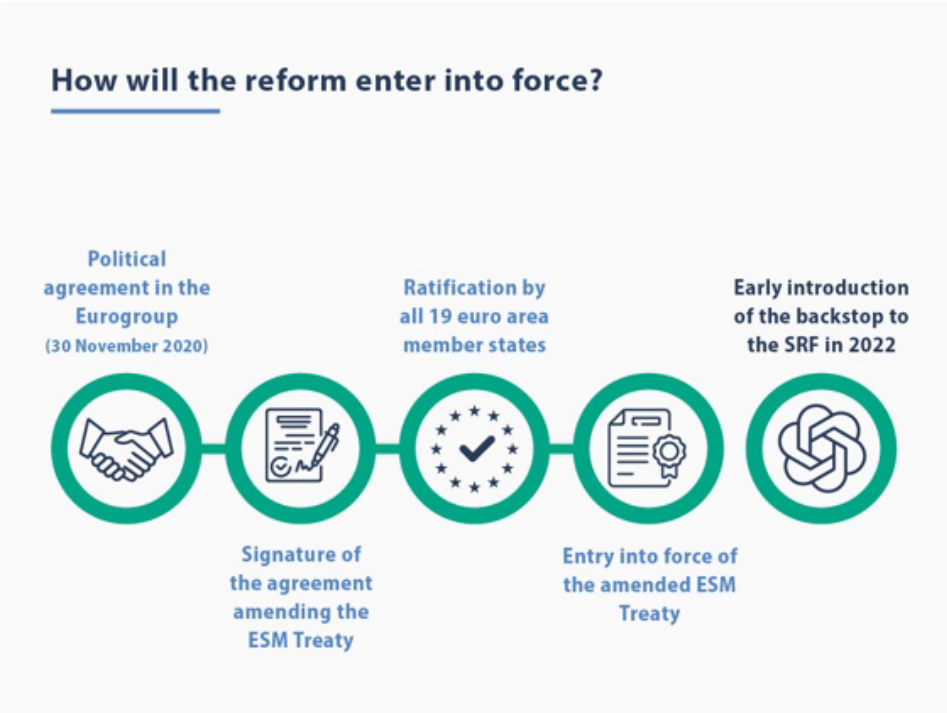 How will the reform enter into force?
Political
agreement in the
Eurogroup
(30 November 2020)
Signature of
the agreement
amending the
ESM Treaty
Ratification by
all 19 euro area
member states
Entry into force of
the amended ESM
Treaty
Early introduction
of the backstop to
the SRF in 2022